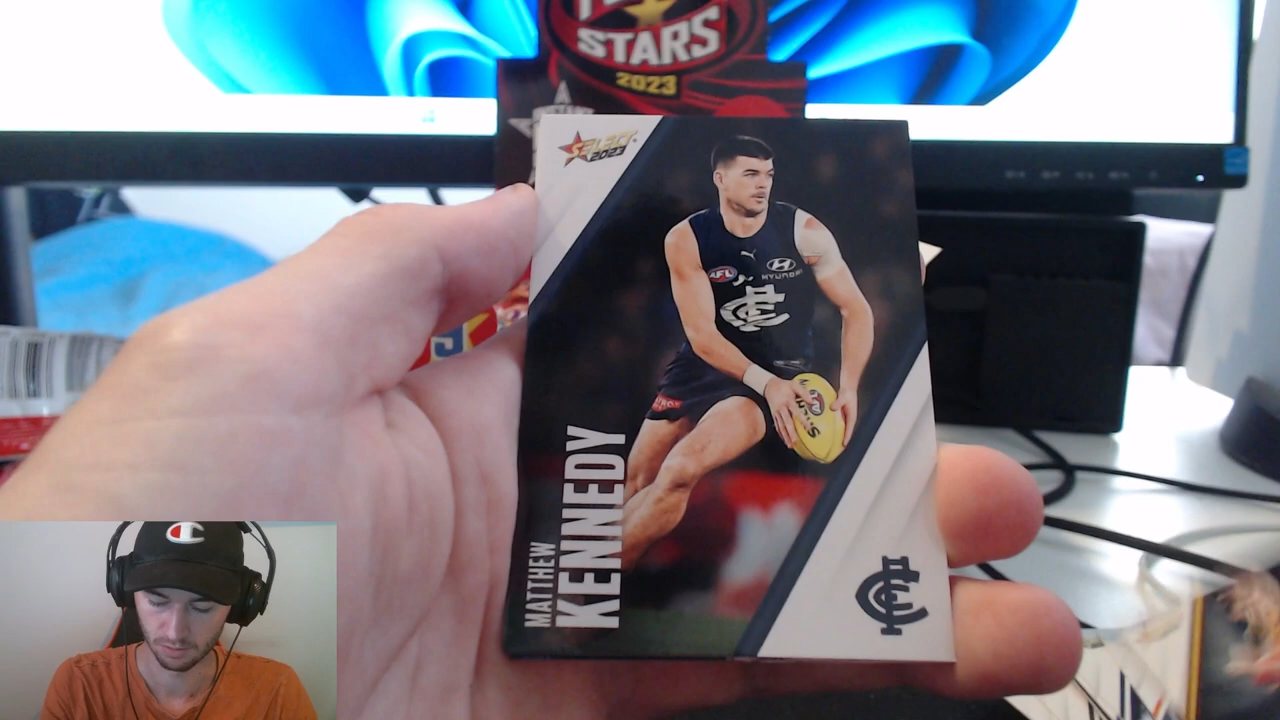 STARS
2023
SELECT
2023
AFL
HYUNDAI
MATTHEW
KENNEDY
C